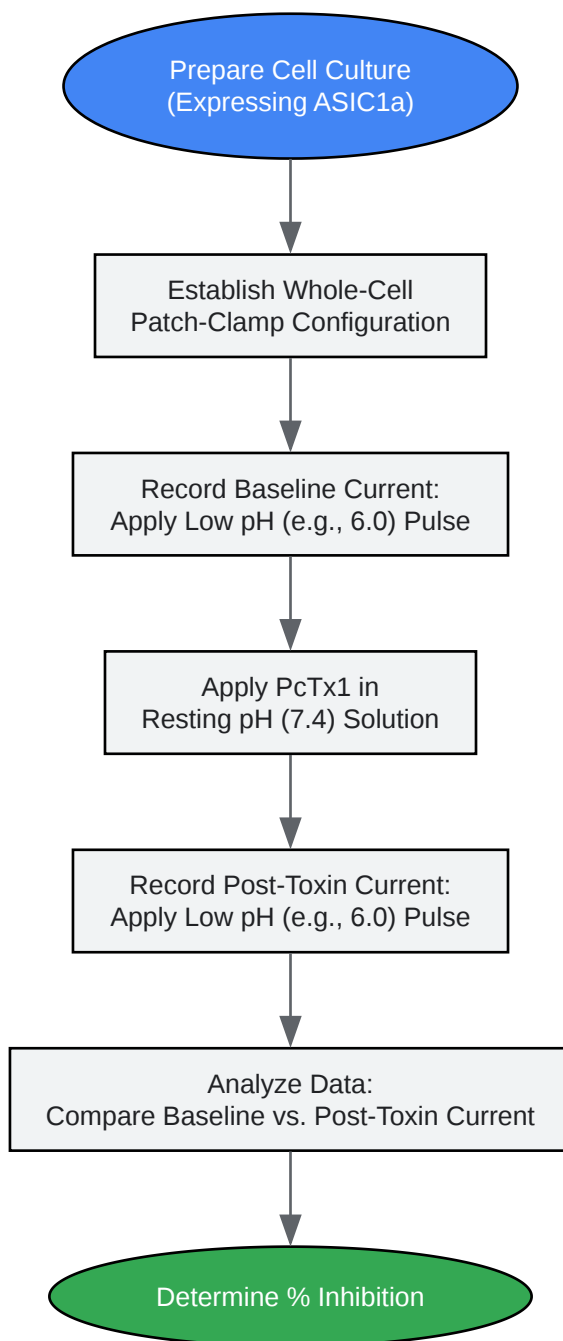 Prepare Cell Culture
(Expressing ASIC1a)
Establish Whole-Cell
Patch-Clamp Configuration
Record Baseline Current:
Apply Low pH (e.g., 6.0) Pulse
Apply PcTx1 in
Resting pH (7.4) Solution
Record Post-Toxin Current:
Apply Low pH (e.g., 6.0) Pulse
Analyze Data:
Compare Baseline vs. Post-Toxin Current
Determine % Inhibition